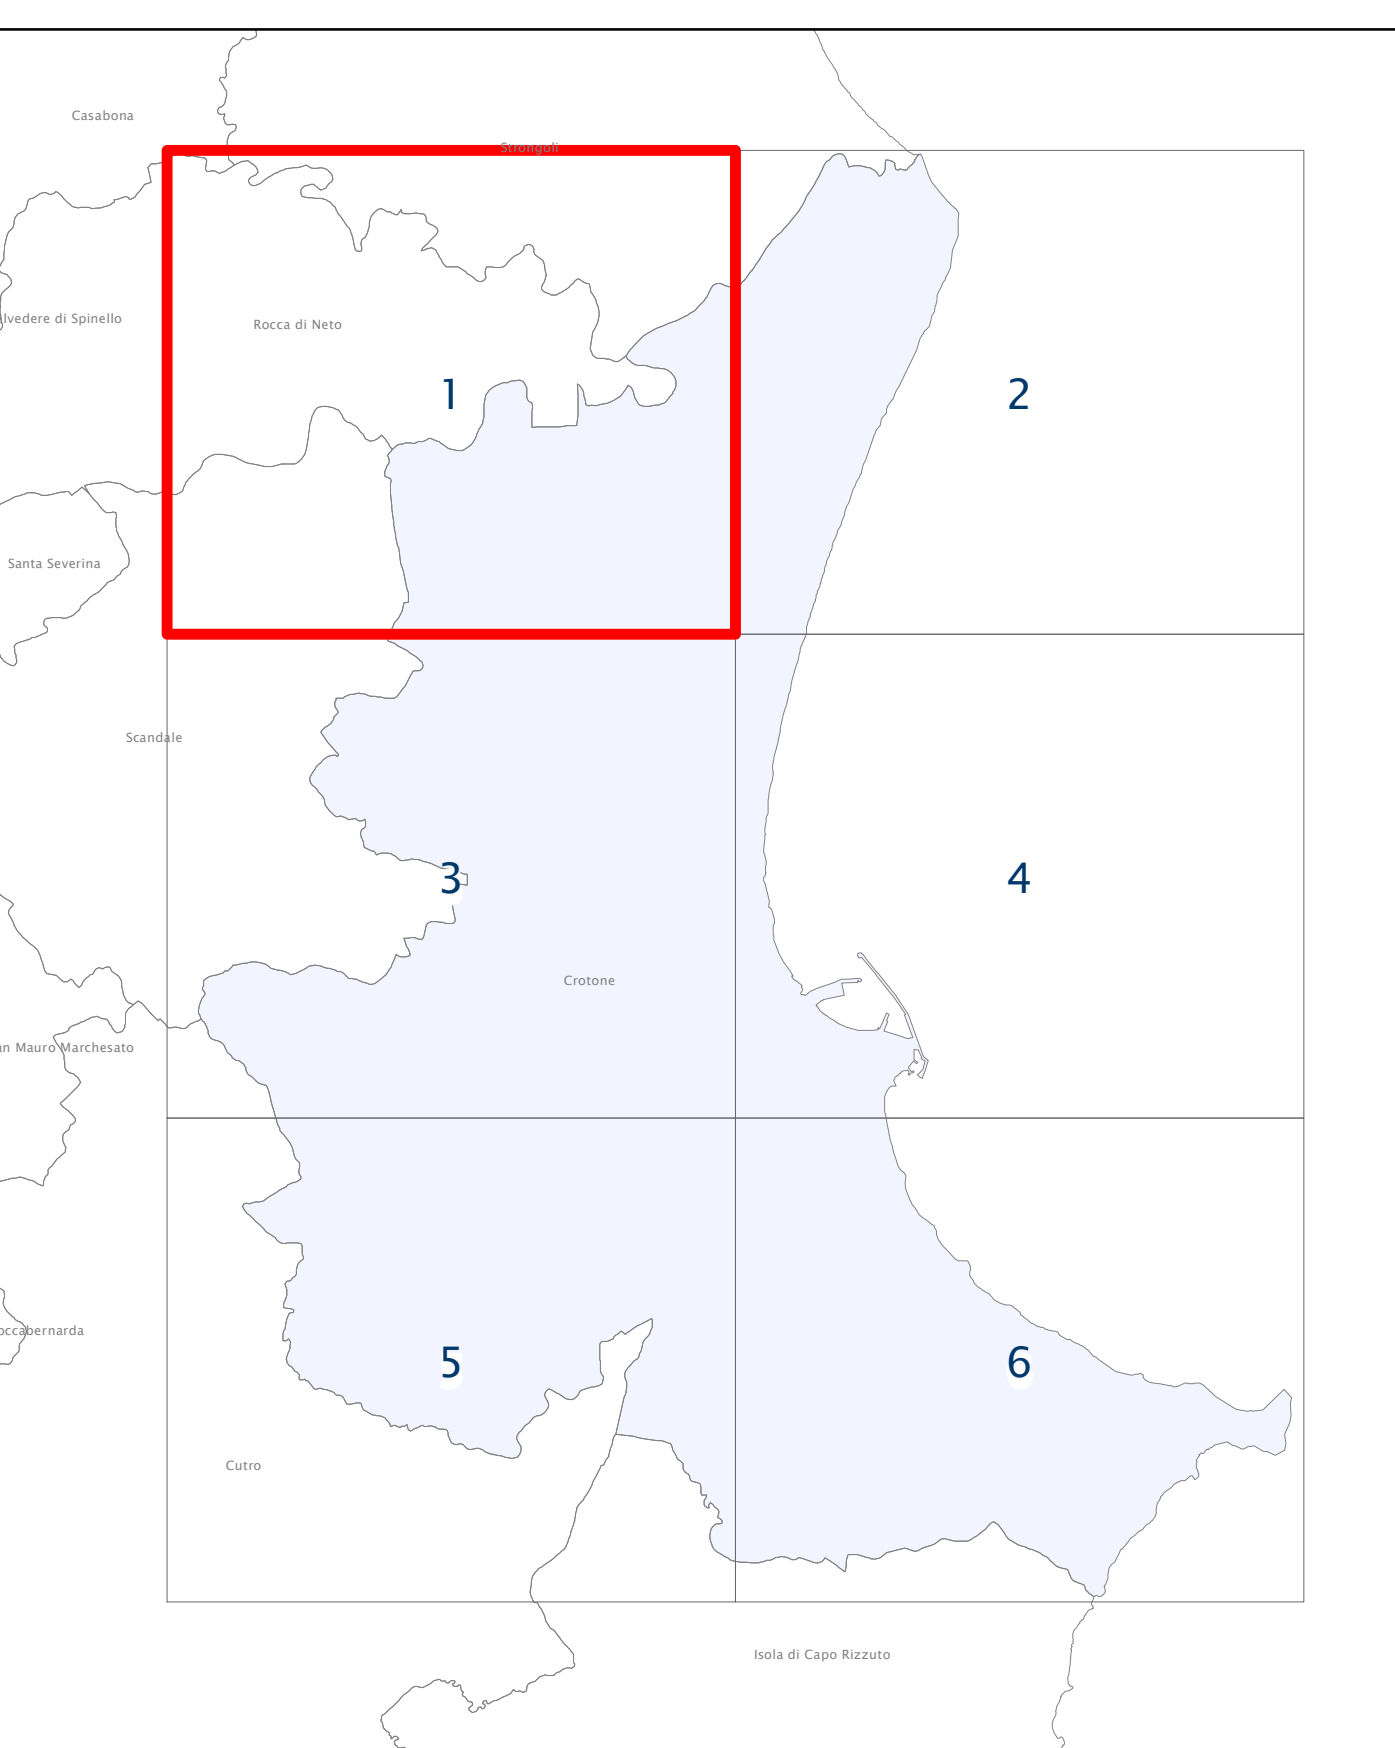 Casabona
Strongoli
lvedere di Spinello
Rocca di Neto
1
2
Santa Severina
Scandale
3
4
Crotone
an Mauro Marchesato
occabernarda
5
6
Cutro
Isola di Capo Rizzuto